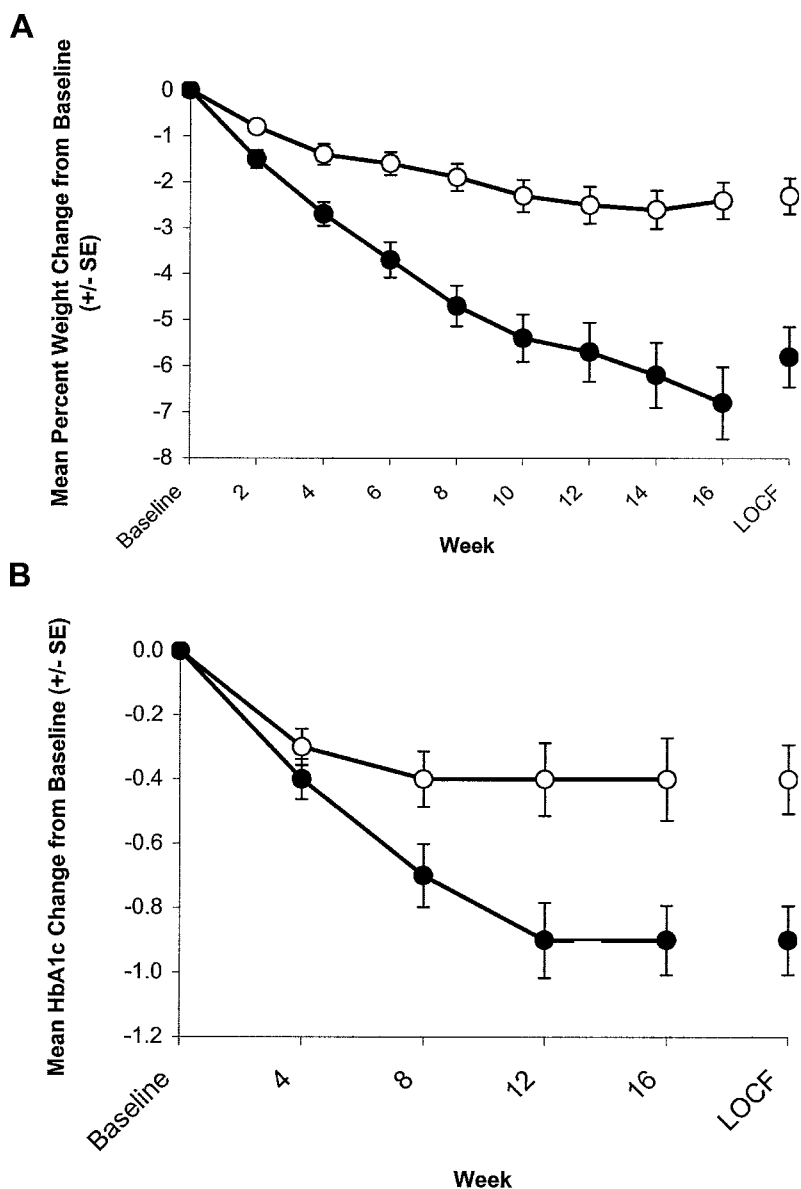 A
Mean Percent Weight Change from Baseline
(+/- SE)
0
-1
-2
-3
-4
-5
-6
-7
-8
Baseline
2
4
6
8
10
12
14
16
LOCF
Week
B
Mean HbA1c Change from Baseline (+/- SE)
0.0
-0.2
-0.4
-0.6
-0.8
-1.0
-1.2
Baseline
4
8
12
16
LOCF
Week